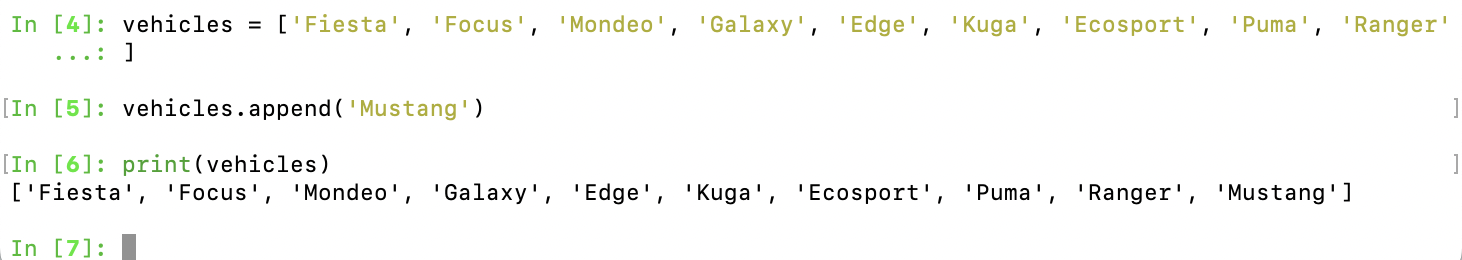 In [4]: vehicles = ['Fiesta', 'Focus', 'Mondeo', 'Galaxy', 'Edge', 'Kuga', 'Ecosport', 'Puma', 'Ranger'
...: ]
[In [5]: vehicles.append('Mustang') ]
[In [6]: print(vehicles) ]
['Fiesta', 'Focus', 'Mondeo', 'Galaxy', 'Edge', 'Kuga', 'Ecosport', 'Puma', 'Ranger', 'Mustang']
In [7]: